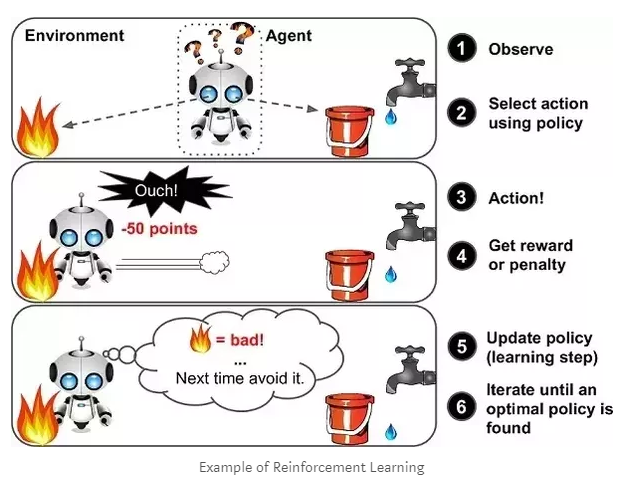 Environment
Agent
? ? ?
1 Observe
2 Select action
using policy
Ouch!
-50 points
3 Action!
4 Get reward
or penalty
= bad!
...
Next time avoid it.
5 Update policy
(learning step)
6 Iterate until an
optimal policy is
found
Example of Reinforcement Learning